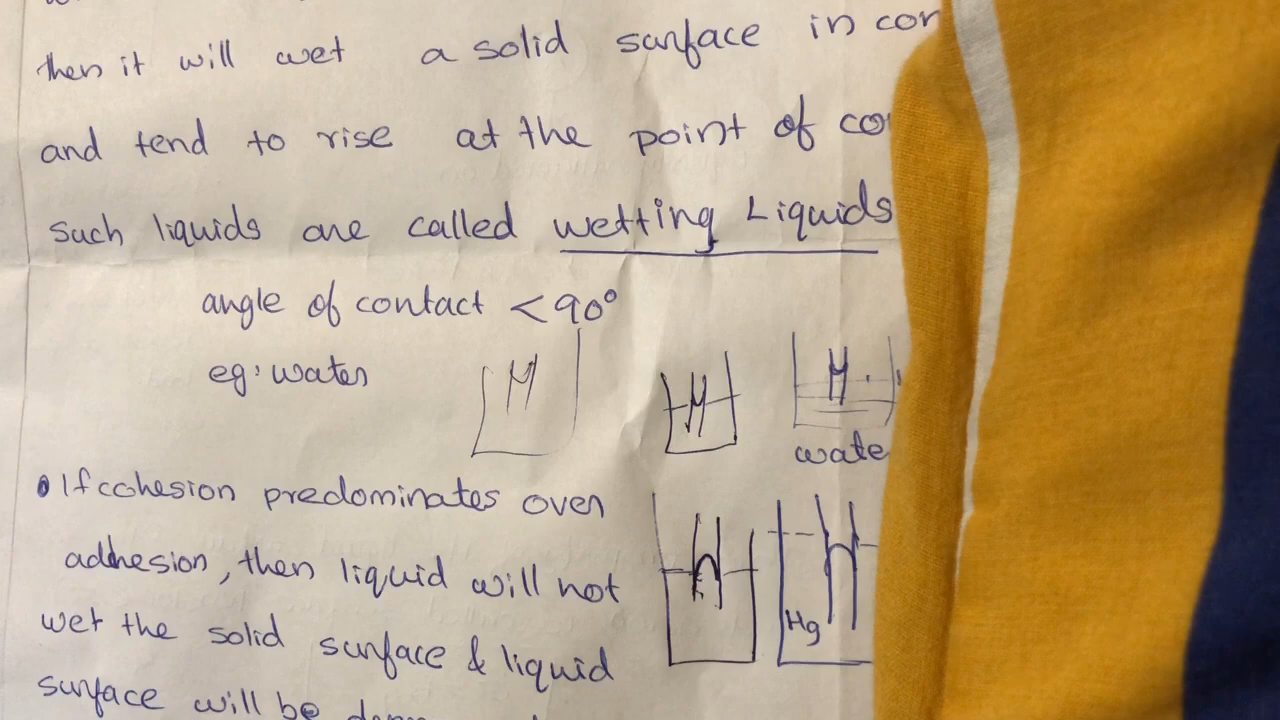 then it will wet a solid surface in
and tend to rise at the point of
Such liquids are called wetting Liquids
angle of contact < 90°
eg: water
water
• If cohesion predominates over
adhesion, then liquid will not
Hg
wet the solid surface & liquid
surface will be